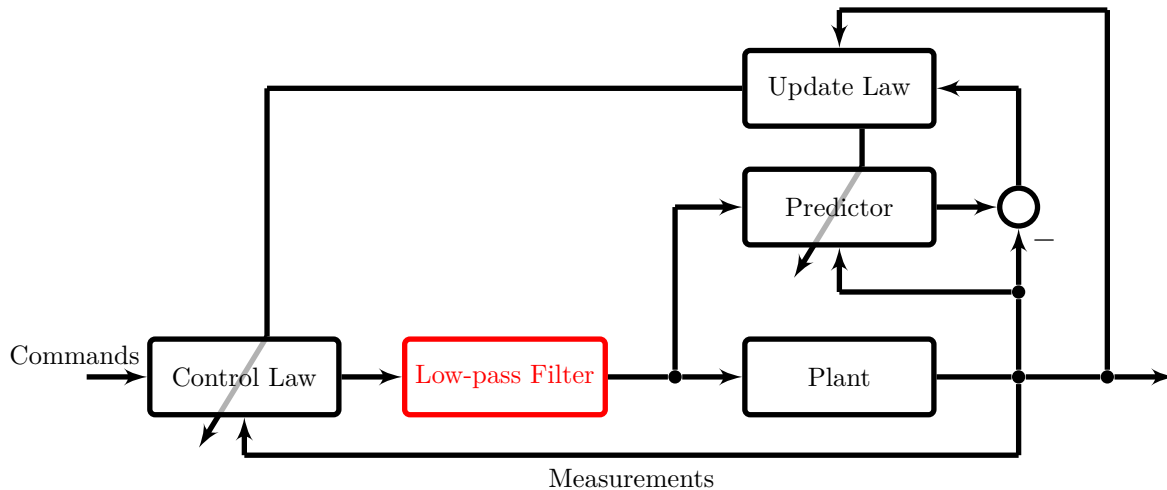 Update Law
Predictor
−
Commands
Control Law
Low-pass Filter
Plant
Measurements